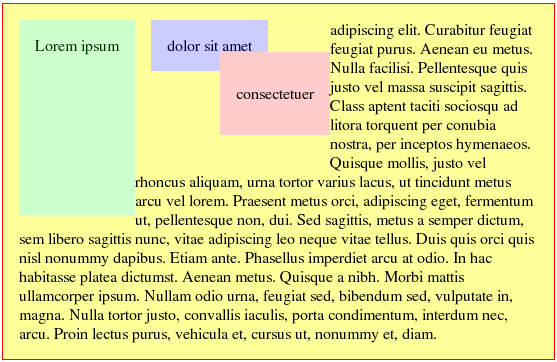 Lorem ipsum
dolor sit amet
consectetuer
adipiscing elit. Curabitur feugiat
feugiat purus. Aenean eu metus.
Nulla facilisi. Pellentesque quis
justo vel massa suscipit sagittis.
Class aptent taciti sociosqu ad
litora torquent per conubia
nostra, per inceptos hymenaeos.
Quisque mollis, justo vel
rhoncus aliquam, urna tortor varius lacus, ut tincidunt metus
arcu vel lorem. Praesent metus orci, adipiscing eget, fermentum
ut, pellentesque non, dui. Sed sagittis, metus a semper dictum,
sem libero sagittis nunc, vitae adipiscing leo neque vitae tellus. Duis quis orci quis
nisl nonummy dapibus. Etiam ante. Phasellus imperdiet arcu at odio. In hac
habitasse platea dictumst. Aenean metus. Quisque a nibh. Morbi mattis
ullamcorper ipsum. Nullam odio urna, feugiat sed, bibendum sed, vulputate in,
magna. Nulla tortor justo, convallis iaculis, porta condimentum, interdum nec,
arcu. Proin lectus purus, vehicula et, cursus ut, nonummy et, diam.